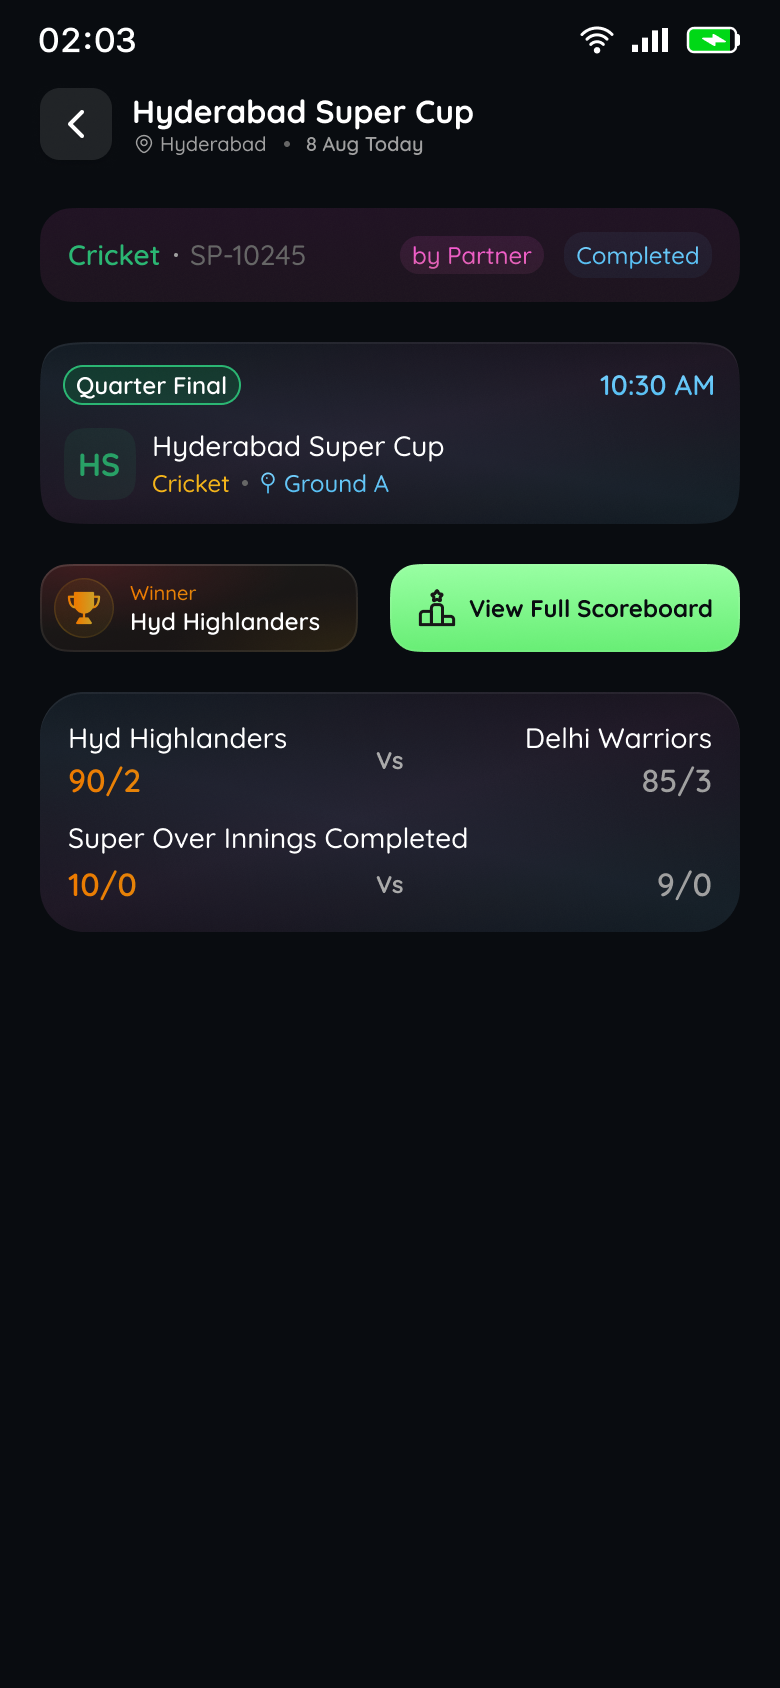 02:03
Hyderabad Super Cup
Hyderabad • 8 Aug Today
Cricket · SP-10245 by Partner Completed
Quarter Final 10:30 AM
HS Hyderabad Super Cup
Cricket • Ground A
Winner
Hyd Highlanders
View Full Scoreboard
Hyd Highlanders Vs Delhi Warriors
90/2 85/3
Super Over Innings Completed
10/0 Vs 9/0